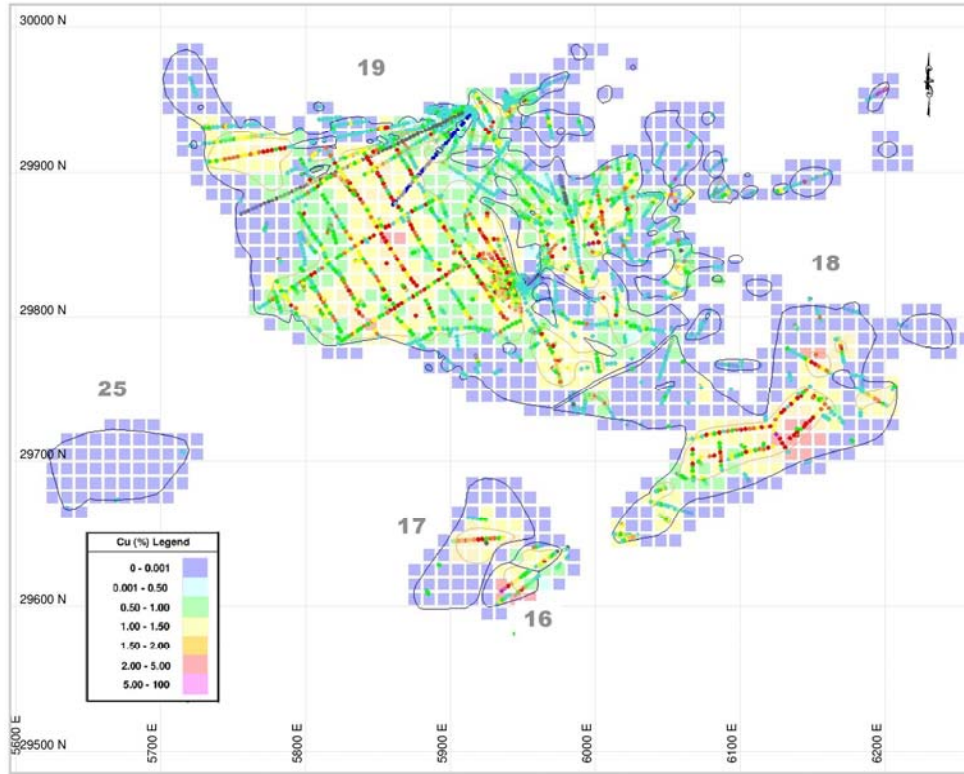 30000 N
19
29900 N
18
29800 N
25
29700 N
17
Cu (%) Legend
0 - 0.001
0.001 - 0.50
0.50 - 1.00
1.00 - 1.50
1.50 - 2.00
2.00 - 5.00
5.00 - 100
29600 N
16
29500 N
5600 E
5700 E
5800 E
5900 E
6000 E
6100 E
6200 E